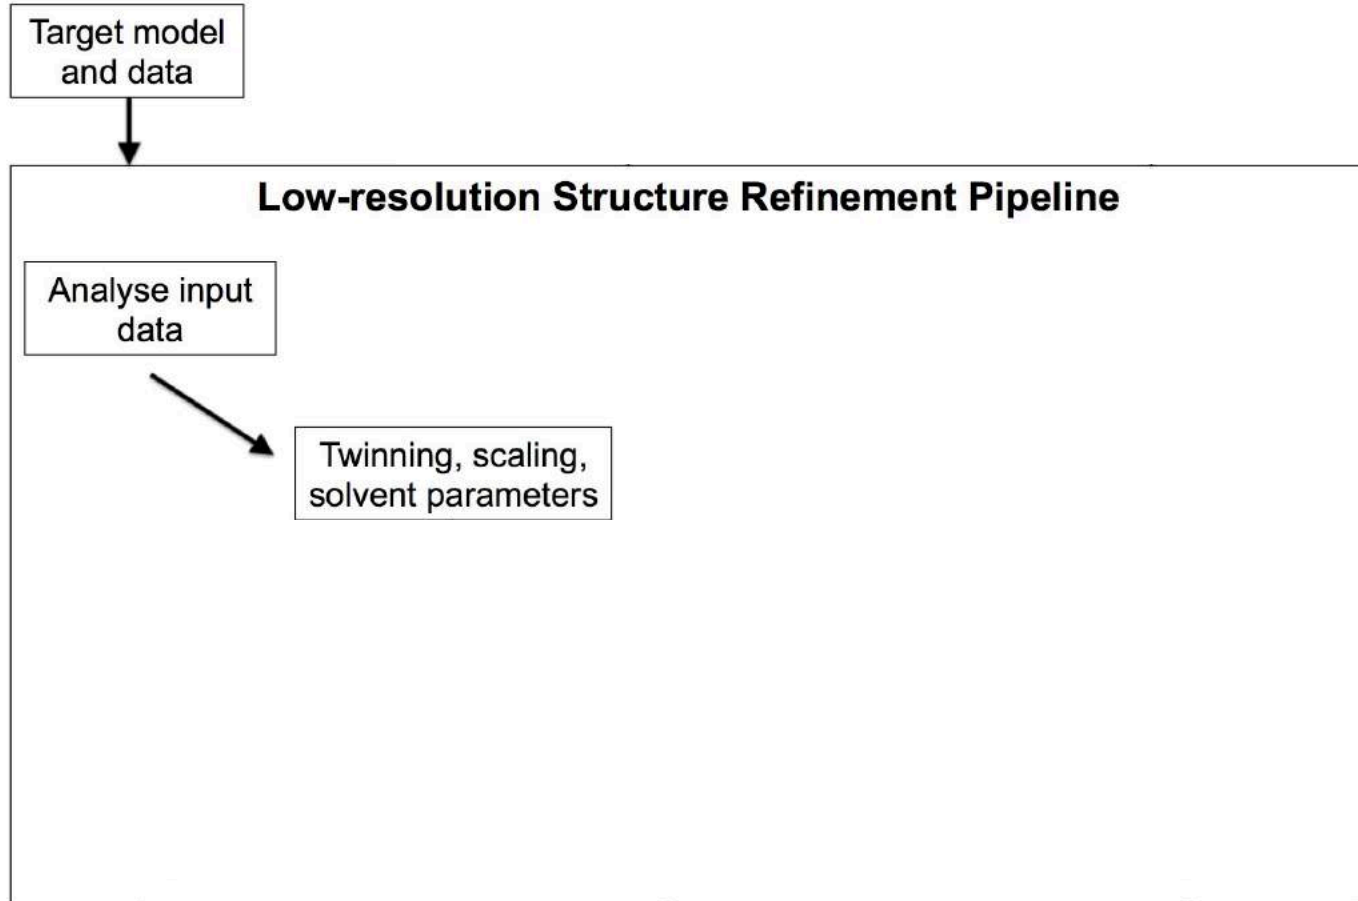 Target model
and data
Low-resolution Structure Refinement Pipeline
Analyse input
data
Twinning, scaling,
solvent parameters